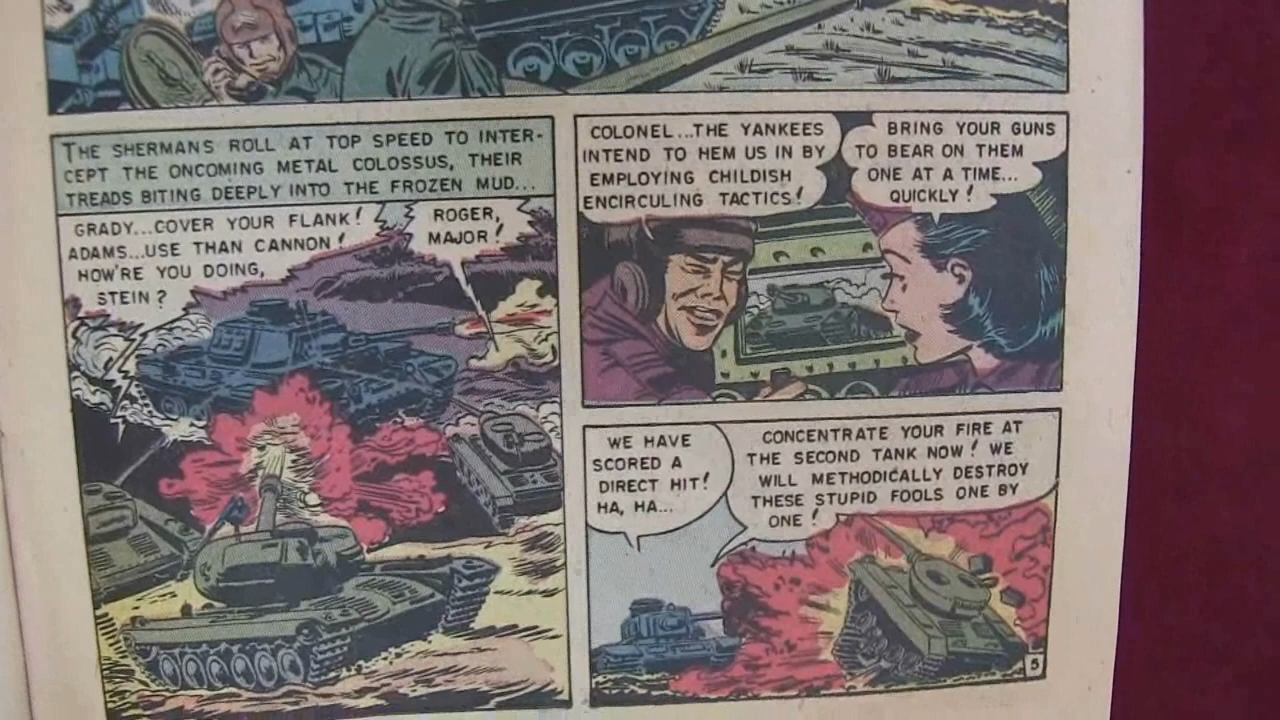 THE SHERMANS ROLL AT TOP SPEED TO INTER-
CEPT THE ONCOMING METAL COLOSSUS, THEIR
TREADS BITING DEEPLY INTO THE FROZEN MUD...
GRADY...COVER YOUR FLANK!
ADAMS...USE THAN CANNON!
HOW'RE YOU DOING,
STEIN?
ROGER,
MAJOR!
COLONEL...THE YANKEES
INTEND TO HEM US IN BY
EMPLOYING CHILDISH
ENCIRCULING TACTICS!
BRING YOUR GUNS
TO BEAR ON THEM
ONE AT A TIME...
QUICKLY!
WE HAVE
SCORED A
DIRECT HIT!
HA, HA...
CONCENTRATE YOUR FIRE AT
THE SECOND TANK NOW! WE
WILL METHODICALLY DESTROY
THESE STUPID FOOLS ONE BY
ONE!
5